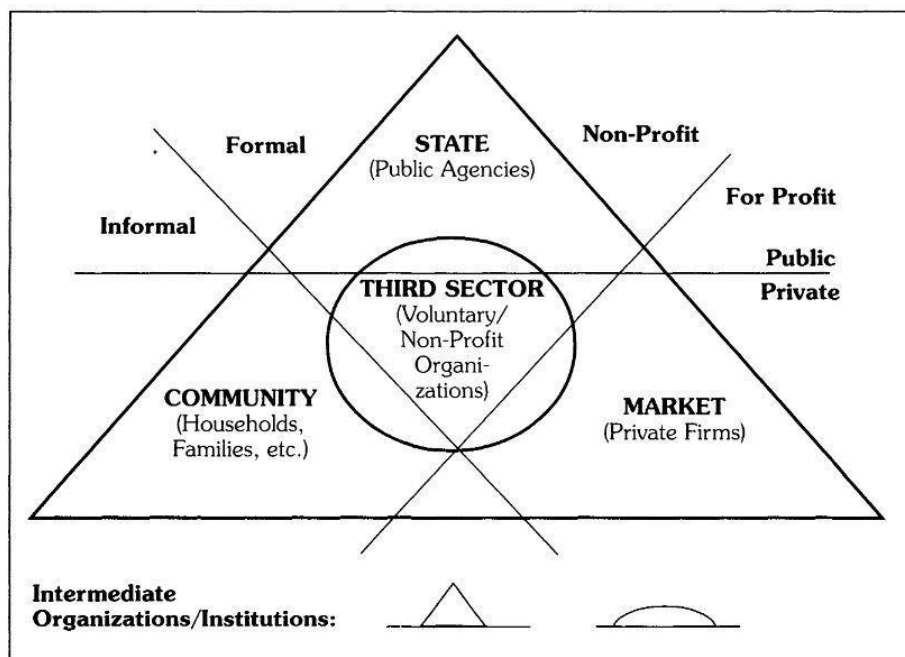 Formal
STATE
(Public Agencies)
Non-Profit
Informal
For Profit
Public
Private
THIRD SECTOR
(Voluntary/
Non-Profit
Organi-
zations)
COMMUNITY
(Households,
Families, etc.)
MARKET
(Private Firms)
Intermediate
Organizations/Institutions: